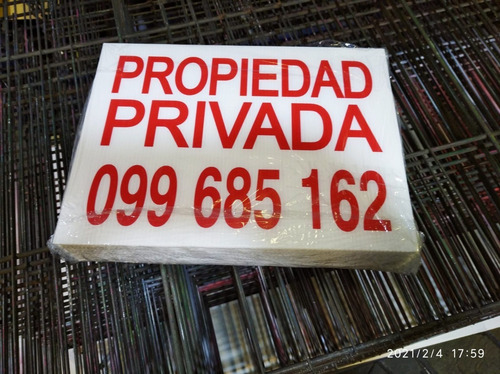 PROPIEDAD
PRIVADA
099 685 162
2021/2/4 17:59